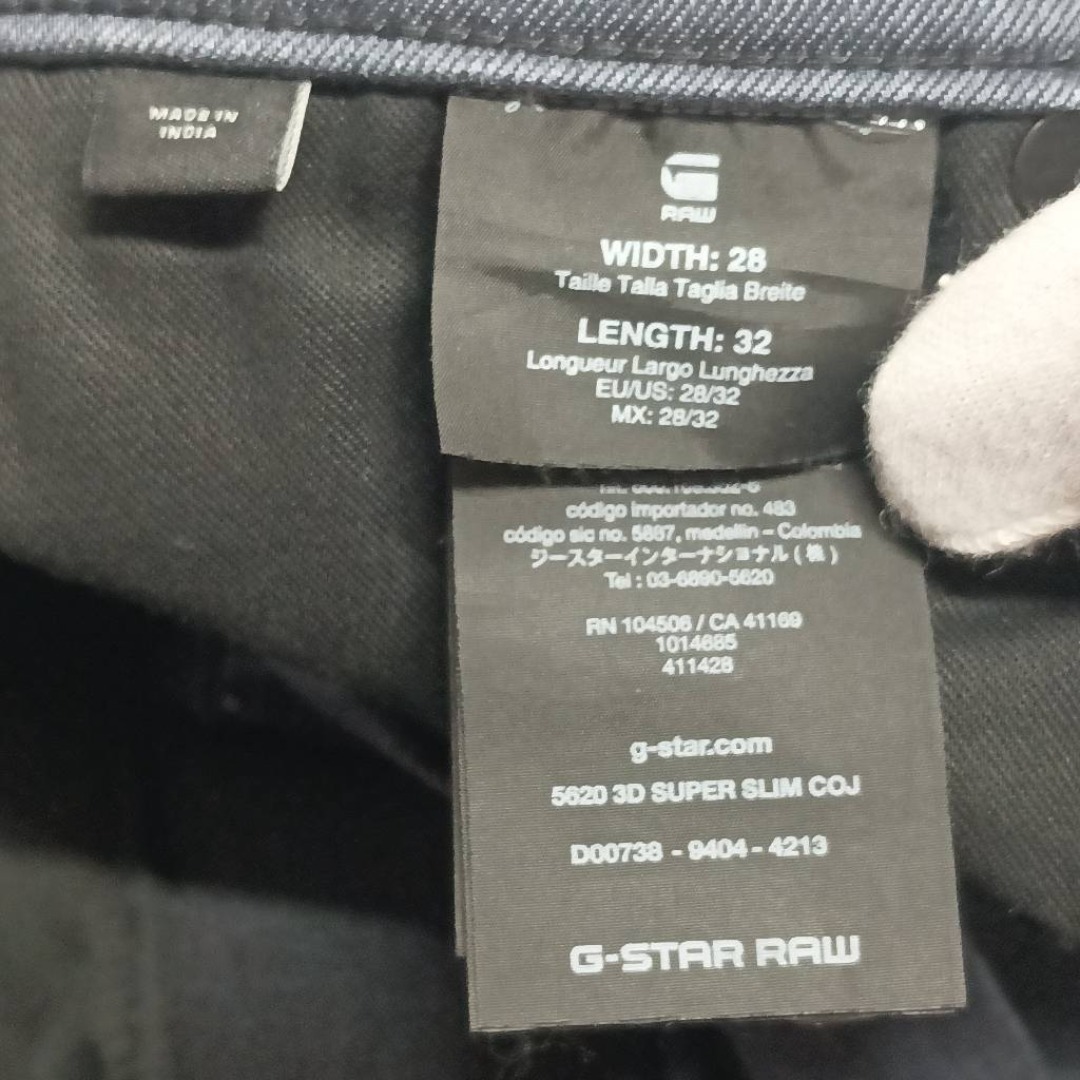 MADE IN
INDIA
G
RAW
WIDTH: 28
Taille Talla Taglia Breite
LENGTH: 32
Longueur Largo Lunghezza
EU/US: 28/32
MX: 28/32
código importador no. 483
código sic no. 5887, medellin - Colombia
ジースターインターナショナル (株)
Tel : 03-6890-5620
RN 104506 / CA 41169
1014685
411428
g-star.com
5620 3D SUPER SLIM COJ
D00738 - 9404 - 4213
G-STAR RAW